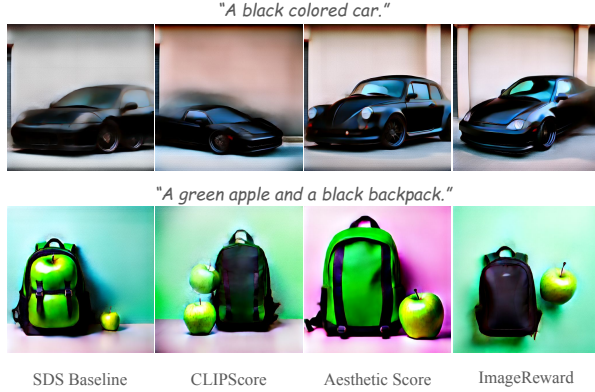 “A black colored car.”
“A green apple and a black backpack.”
SDS Baseline
CLIPScore
Aesthetic Score
ImageReward